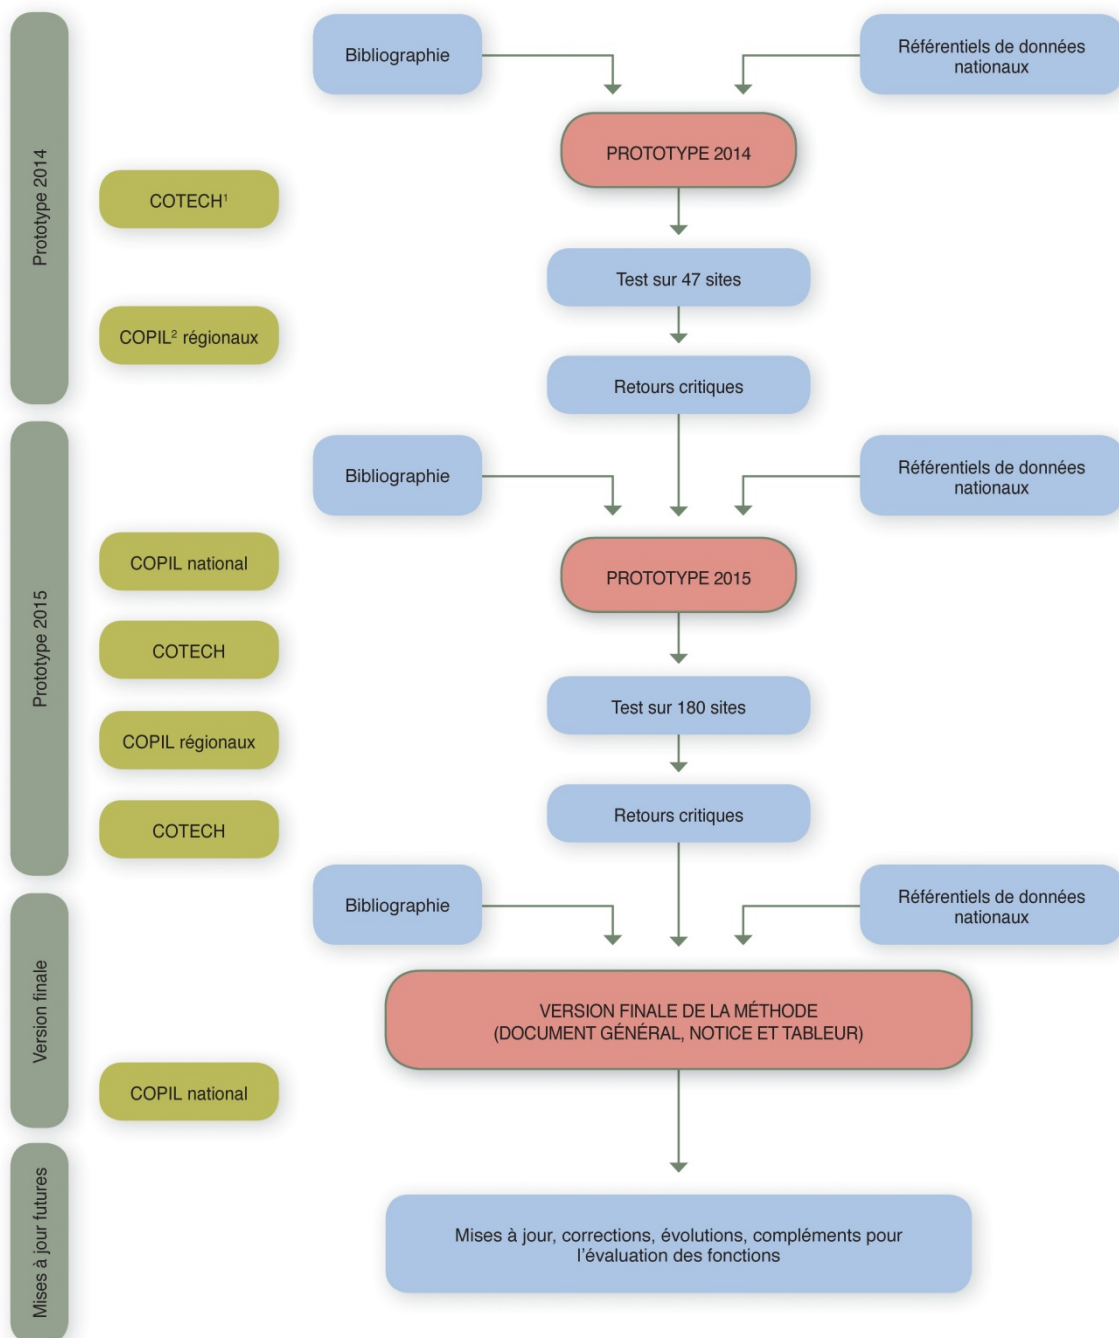 Prototype 2014
Bibliographie
Référentiels de données
nationaux
PROTOTYPE 2014
COTECH¹
Test sur 47 sites
COPIL² régionaux
Retours critiques
Prototype 2015
Bibliographie
Référentiels de données
nationaux
COPIL national
PROTOTYPE 2015
COTECH
Test sur 180 sites
COPIL régionaux
Retours critiques
COTECH
Version finale
Bibliographie
Référentiels de données
nationaux
VERSION FINALE DE LA MÉTHODE
(DOCUMENT GÉNÉRAL, NOTICE ET TABLEUR)
COPIL national
Mises à jour futures
Mises à jour, corrections, évolutions, compléments pour
l'évaluation des fonctions